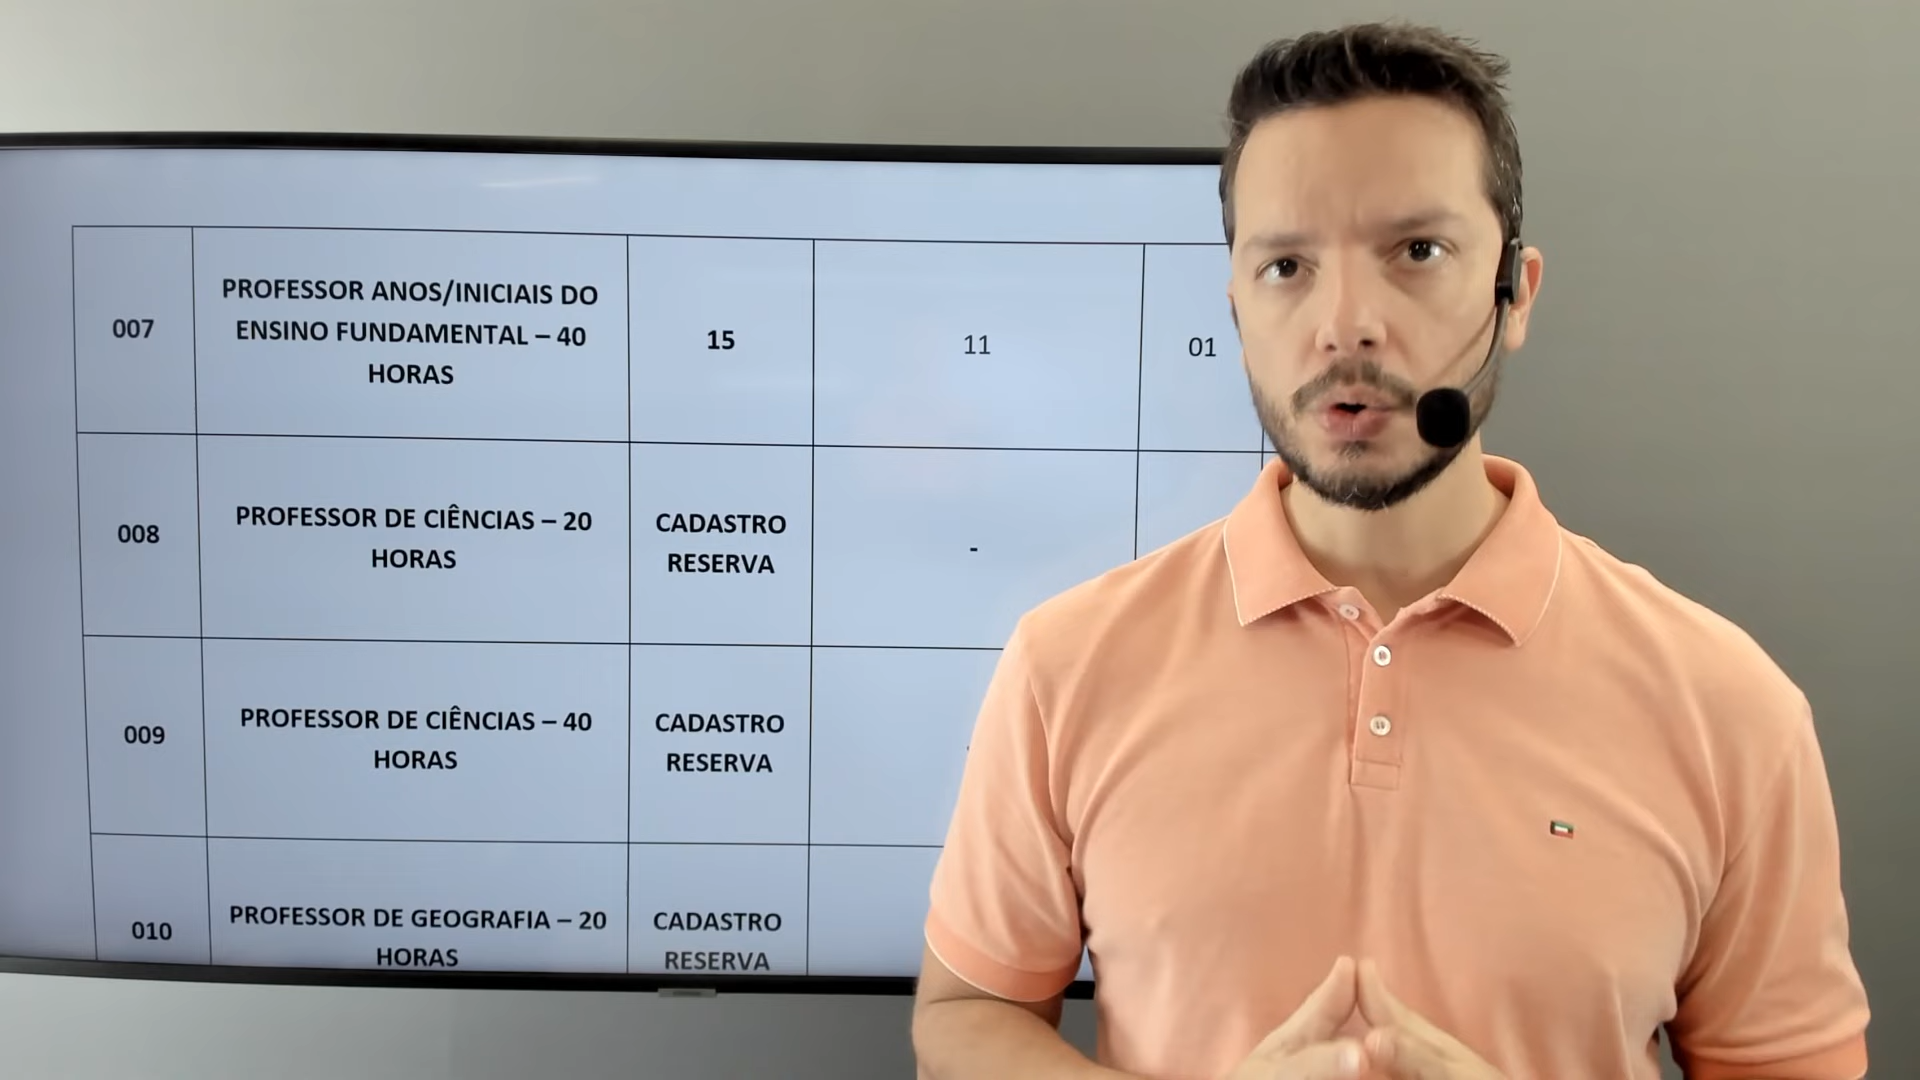 007
PROFESSOR ANOS/INICIAIS DO
ENSINO FUNDAMENTAL – 40
HORAS
15
11
01
008
PROFESSOR DE CIÊNCIAS – 20
HORAS
CADASTRO
RESERVA
-
009
PROFESSOR DE CIÊNCIAS – 40
HORAS
CADASTRO
RESERVA
010
PROFESSOR DE GEOGRAFIA – 20
HORAS
CADASTRO
RESERVA